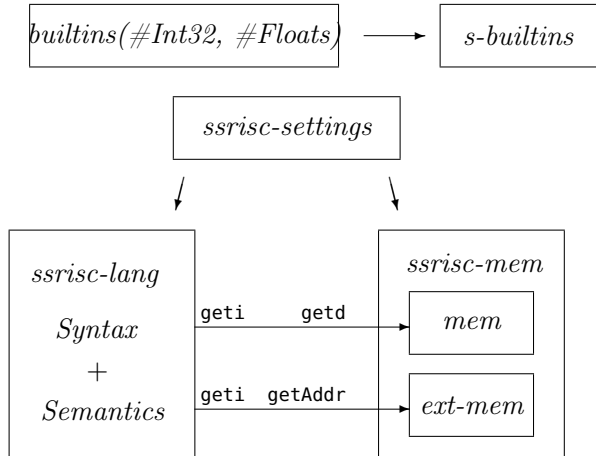 builtins(#Int32, #Floats)
s-builtins
ssrisc-settings
ssrisc-lang
Syntax
+
Semantics
geti getd
geti getAddr
ssrisc-mem
mem
ext-mem